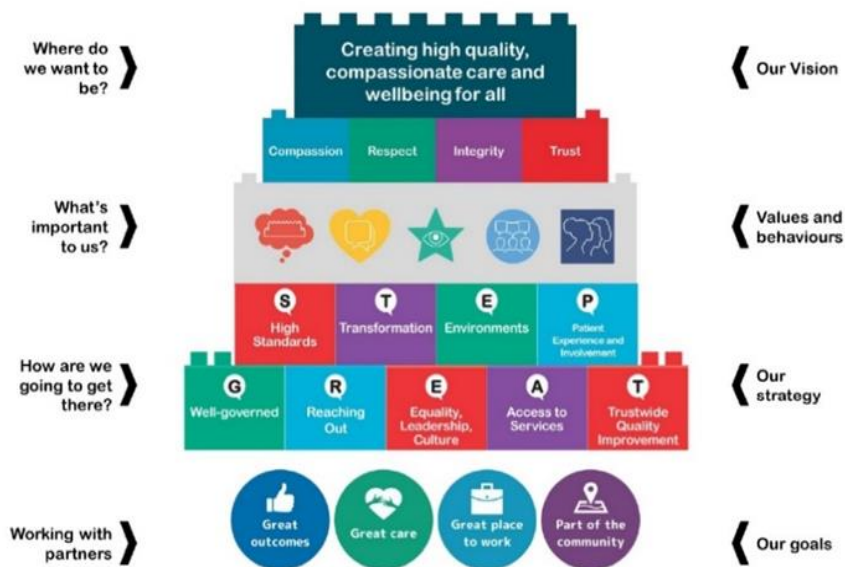 Where do
we want to
be?
Creating high quality,
compassionate care and
wellbeing for all
Our Vision
Compassion
Respect
Integrity
Trust
What's
important
to us?
Values and
behaviours
S
High
Standards
T
Transformation
E
Environments
P
Patient
Experience and
Involvement
How are we
going to get
there?
G
Well-governed
R
Reaching
Out
E
Equality,
Leadership,
Culture
A
Access to
Services
T
Trustwide
Quality
Improvement
Our
strategy
Working with
partners
Great
outcomes
Great care
Great place
to work
Part of the
community
Our goals